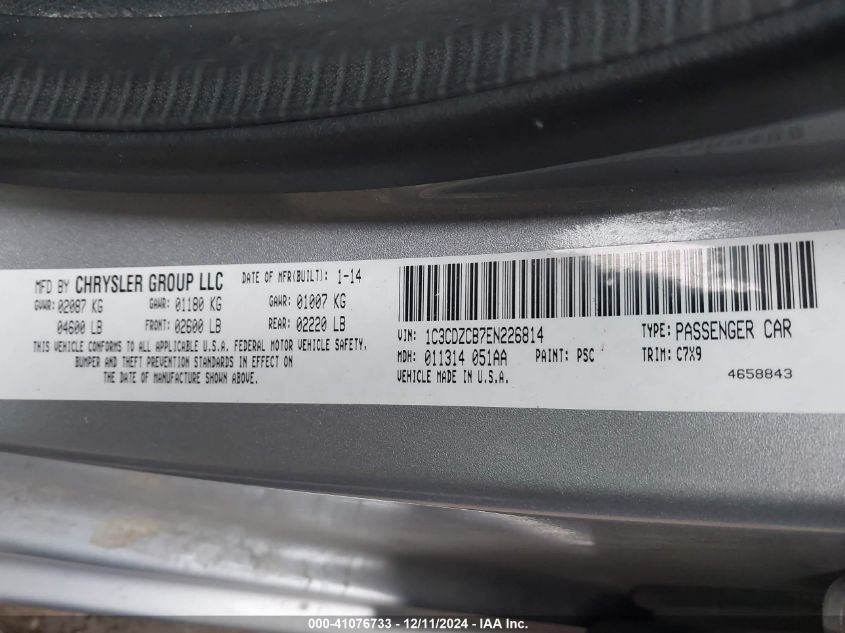 MFD BY CHRYSLER GROUP LLC DATE OF MFR(BUILT): 1-14
GVWR: 02087 KG GAWR: 01180 KG GAWR: 01007 KG
04600 LB FRONT: 02600 LB REAR: 02220 LB
THIS VEHICLE CONFORMS TO ALL APPLICABLE U.S.A. FEDERAL MOTOR VEHICLE SAFETY,
BUMPER AND THEFT PREVENTION STANDARDS IN EFFECT ON
THE DATE OF MANUFACTURE SHOWN ABOVE.
VIN: 1C3CDZCB7EN226814 TYPE: PASSENGER CAR
MDH: 011314 051AA PAINT: PSC TRIM: C7X9
VEHICLE MADE IN U.S.A. 4658843
000-41076733 - 12/11/2024 - IAA Inc.